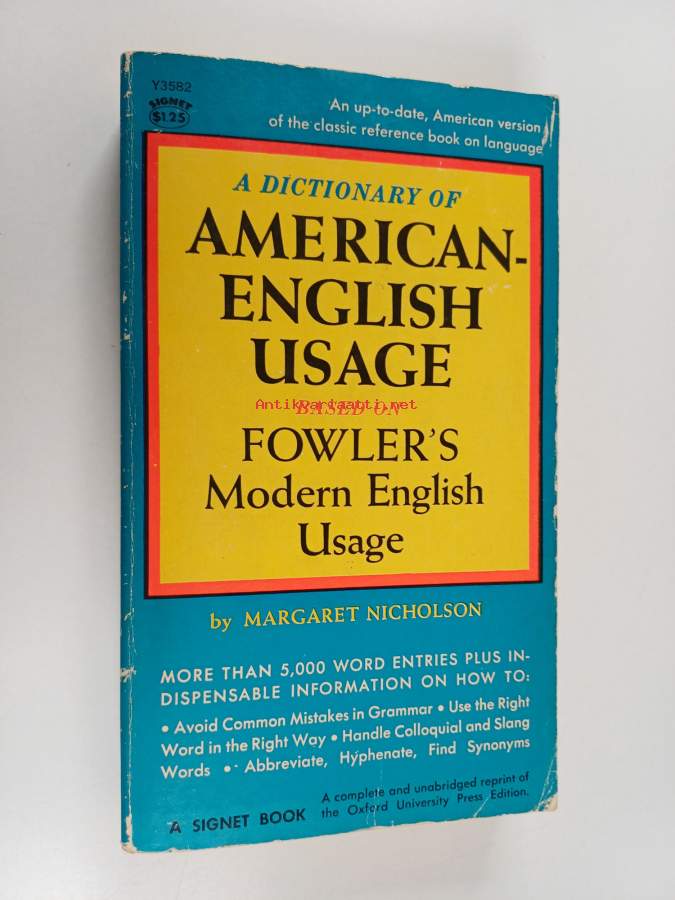 Y3582
SIGNET
$1.25
An up-to-date, American version
of the classic reference book on language
A DICTIONARY OF
AMERICAN-
ENGLISH
USAGE
Antikvariaatti.net
BASED ON
FOWLER'S
Modern English
Usage
by MARGARET NICHOLSON
MORE THAN 5,000 WORD ENTRIES PLUS IN-
DISPENSABLE INFORMATION ON HOW TO:
• Avoid Common Mistakes in Grammar • Use the Right
Word in the Right Way • Handle Colloquial and Slang
Words • Abbreviate, Hyphenate, Find Synonyms
A SIGNET BOOK
A complete and unabridged reprint of
the Oxford University Press Edition.